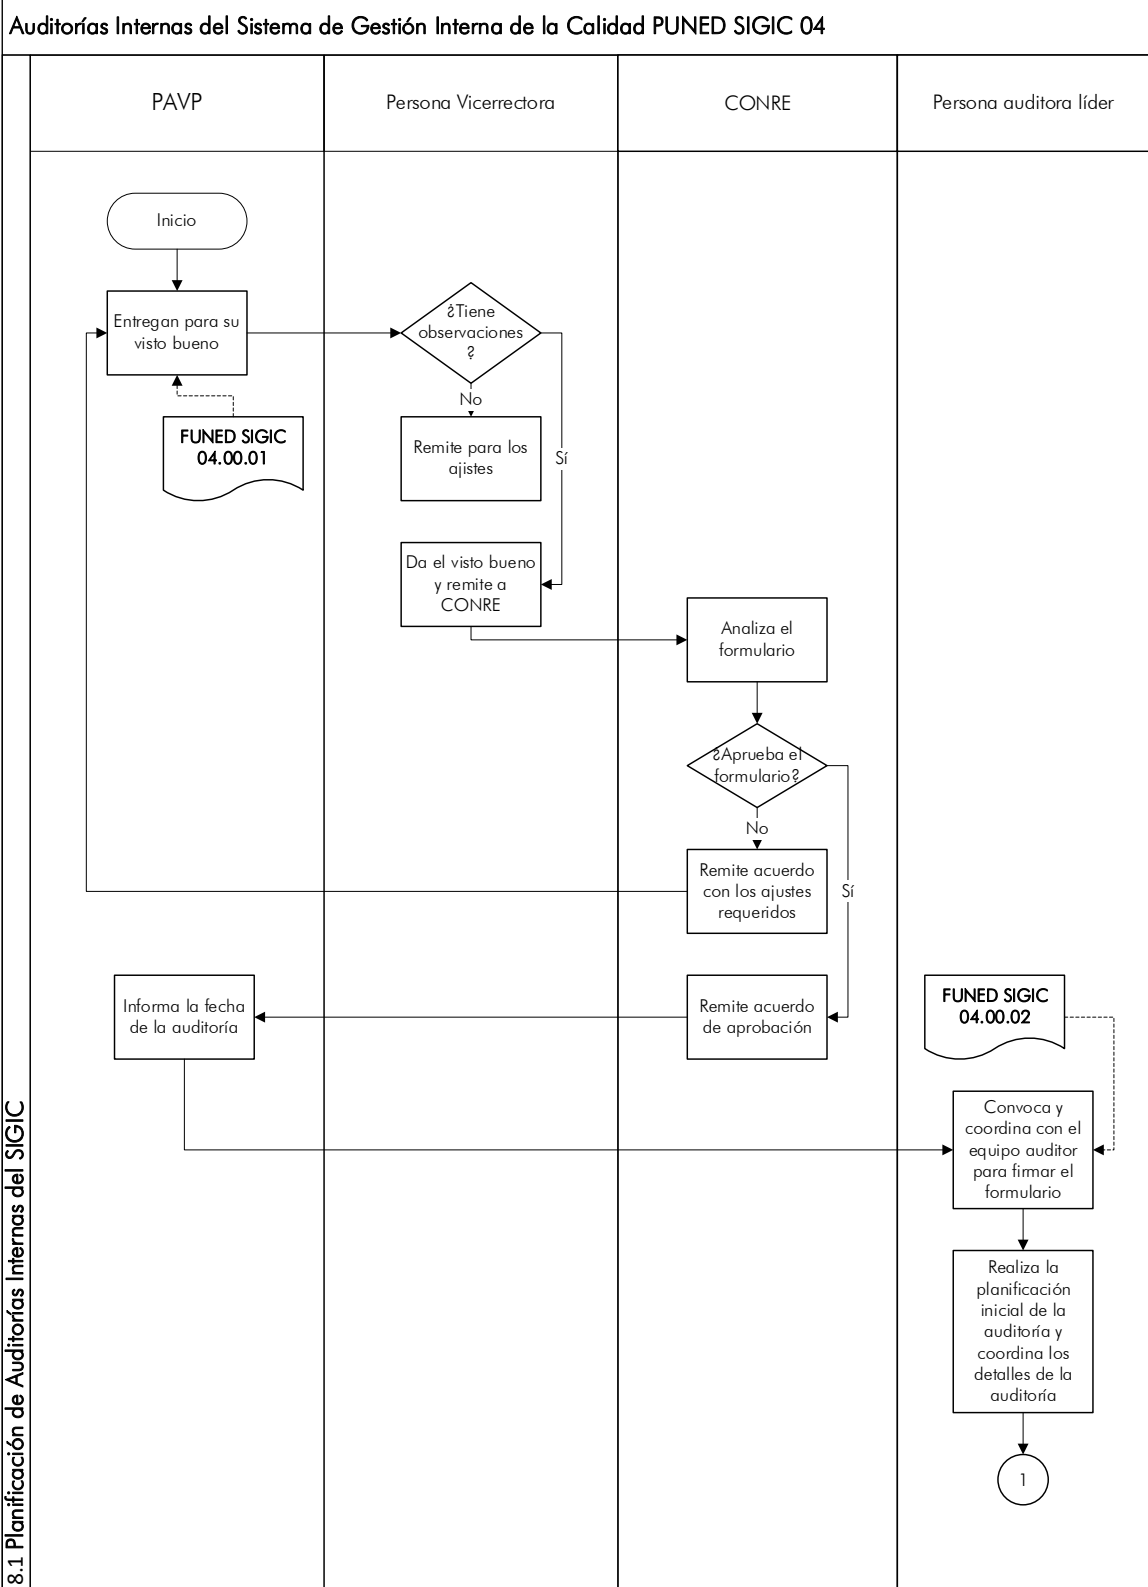 Auditorías Internas del Sistema de Gestión Interna de la Calidad PUNED SIGIC 04
PAVP
Persona Vicerrectora
CONRE
Persona auditora líder
Inicio
Entregan para su
visto bueno
FUNED SIGIC
04.00.01
¿Tiene
observaciones
?
No
Sí
Remite para los
ajistes
Da el visto bueno
y remite a
CONRE
Analiza el
formulario
¿Aprueba el
formulario?
No
Sí
Remite acuerdo
con los ajustes
requeridos
Informa la fecha
de la auditoría
Remite acuerdo
de aprobación
FUNED SIGIC
04.00.02
Convoca y
coordina con el
equipo auditor
para firmar el
formulario
Realiza la
planificación
inicial de la
auditoría y
coordina los
detalles de la
auditoría
1
8.1 Planificación de Auditorías Internas del SIGIC